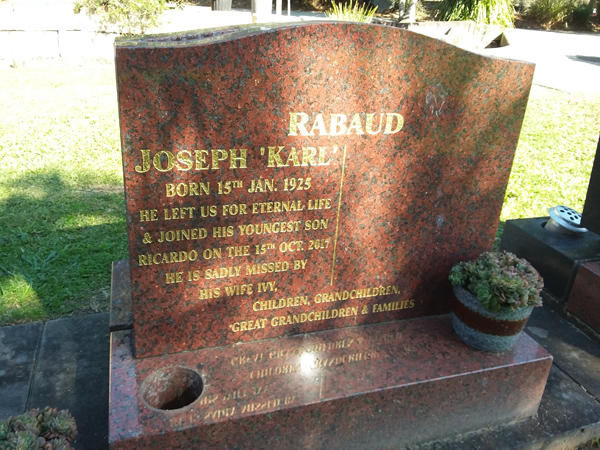 RABAUD
JOSEPH 'KARL'
BORN 15TH JAN. 1925
HE LEFT US FOR ETERNAL LIFE
& JOINED HIS YOUNGEST SON
RICARDO ON THE 15TH OCT. 2017
HE IS SADLY MISSED BY
HIS WIFE IVY,
CHILDREN, GRANDCHILDREN,
GREAT GRANDCHILDREN & FAMILIES